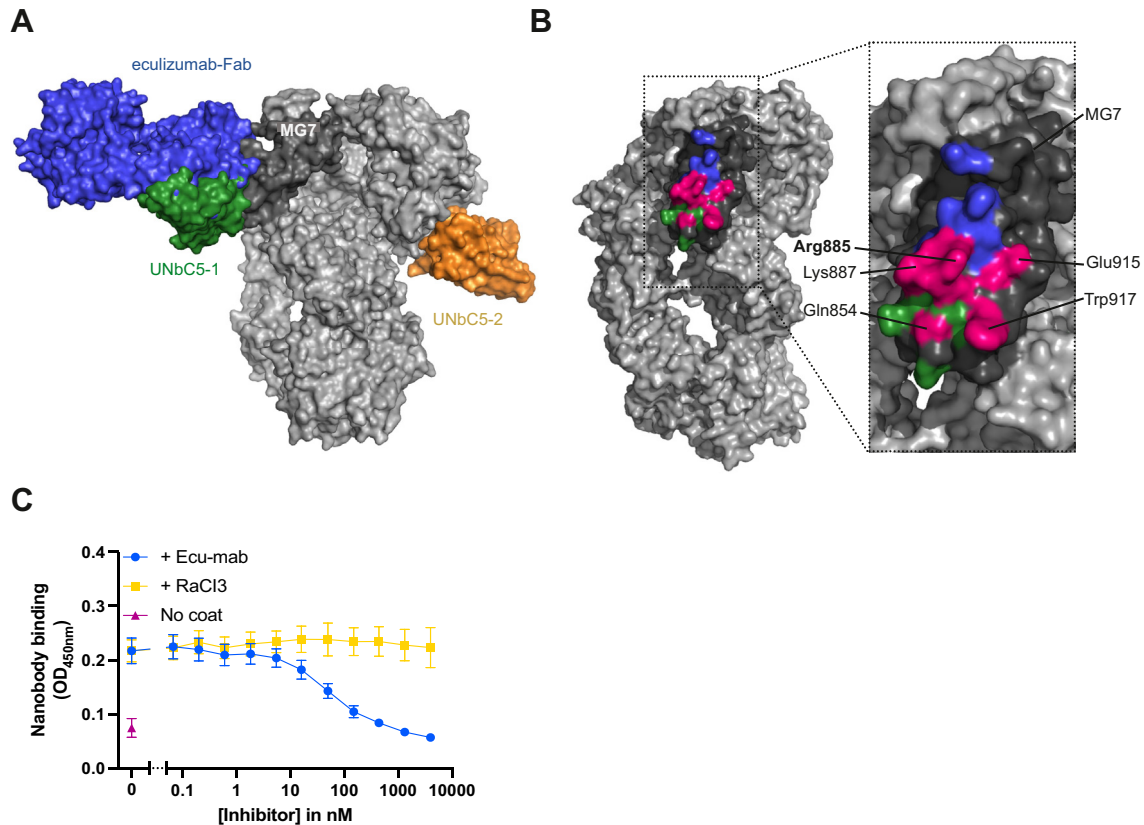 A
eculizumab-Fab
MG7
UNbC5-1
UNbC5-2
B
MG7
Arg885
Lys887
Gln854
Glu915
Trp917
C
+ Ecu-mab
+ RaCI3
No coat
Nanobody binding
(OD450nm)
0.4
0.3
0.2
0.1
0.0
0 0.1 1 10 100 1000 10000
[Inhibitor] in nM